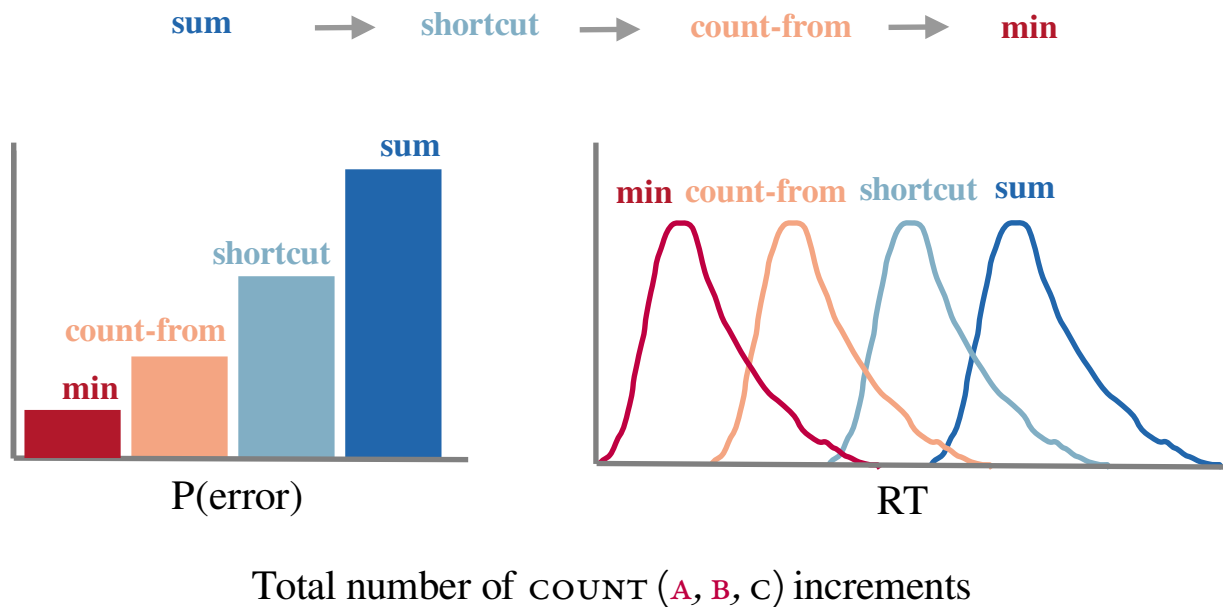 sum → shortcut → count-from → min
sum
shortcut
count-from
min
P(error)
min count-from shortcut sum
RT
Total number of COUNT (A, B, C) increments